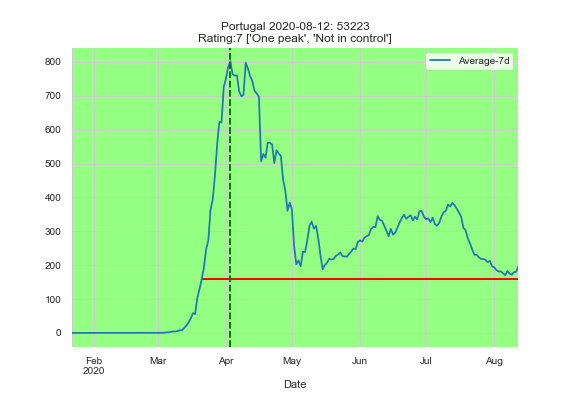 Portugal 2020-08-12: 53223
Rating:7 ['One peak', 'Not in control']
Average-7d
800
700
600
500
400
300
200
100
0
Feb Mar Apr May Jun Jul Aug
2020
Date